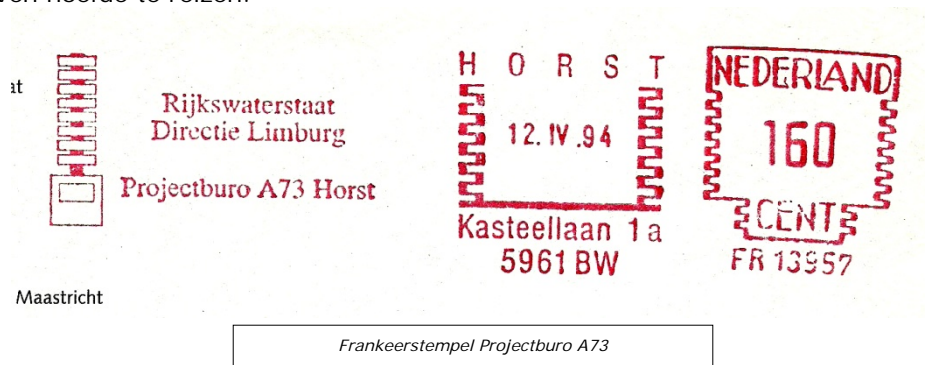 at
Rijkswaterstaat
Directie Limburg
Projectburo A73 Horst
HORST
12.IV.94
Kasteellaan 1a
5961 BW
NEDERLAND
160
CENT
FR 13957
Maastricht
Frankeerstempel Projectburo A73